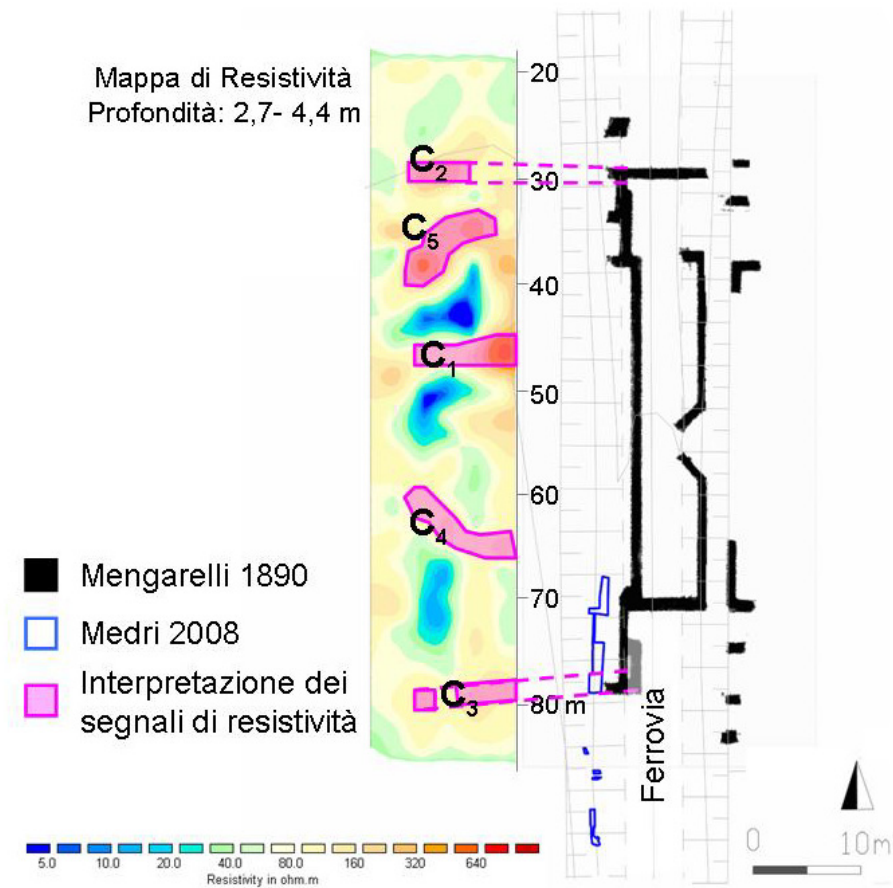 Mappa di Resistività
Profondità: 2,7- 4,4 m
20
C2
30
C5
40
C1
50
60
C4
70
C3
80 m
Mengarelli 1890
Medri 2008
Interpretazione dei
segnali di resistività
Ferrovia
0 10m
5.0 10.0 20.0 40.0 80.0 160 320 640
Resistivity in ohm.m